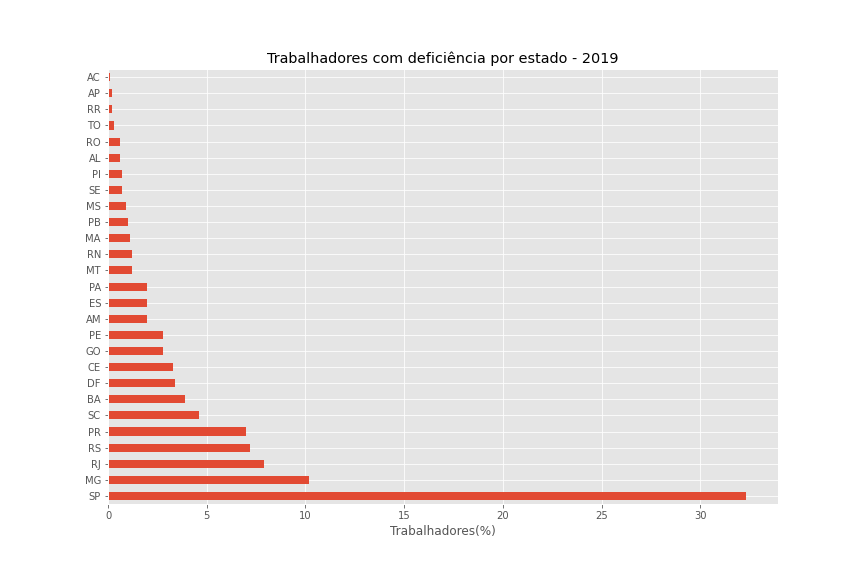 Trabalhadores com deficiência por estado - 2019
AC
AP
RR
TO
RO
AL
PI
SE
MS
PB
MA
RN
MT
PA
ES
AM
PE
GO
CE
DF
BA
SC
PR
RS
RJ
MG
SP
0 5 10 15 20 25 30
Trabalhadores(%)